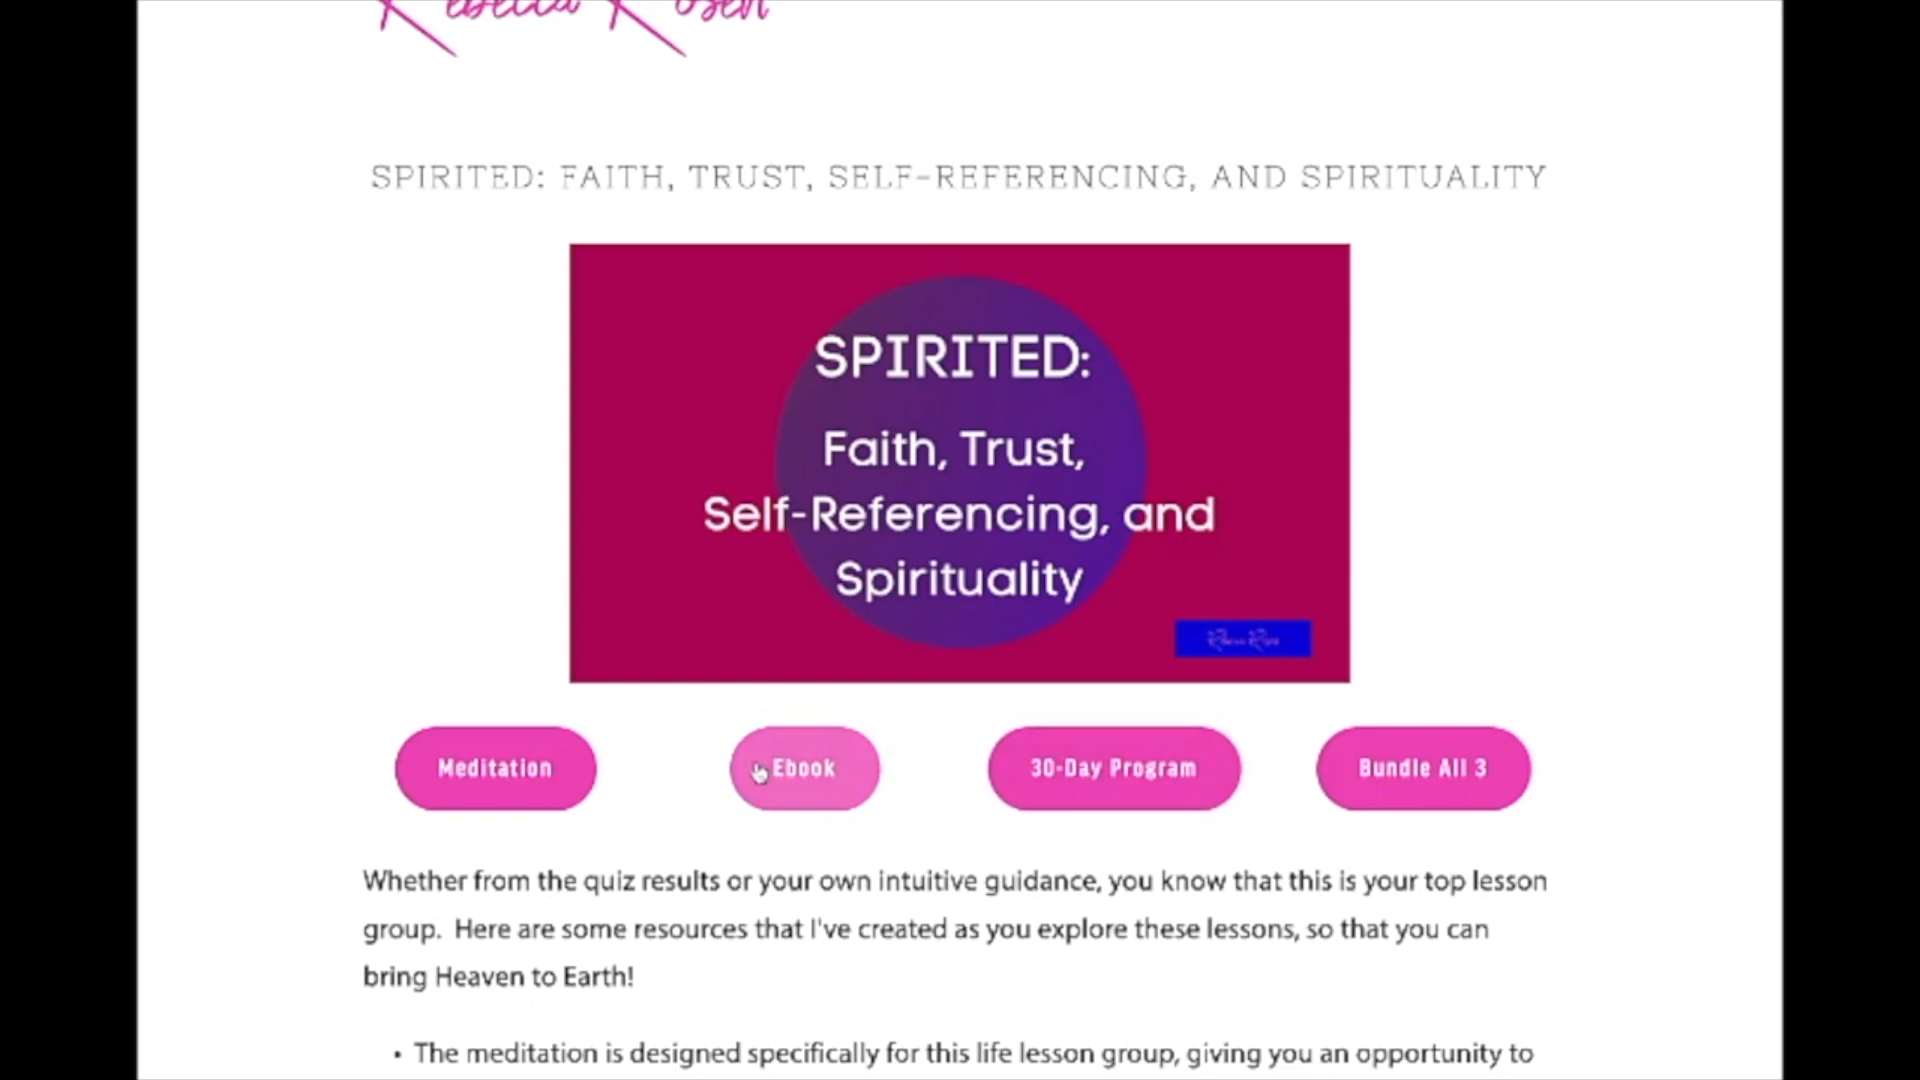 Rebecca Rosen
SPIRITED: FAITH, TRUST, SELF-REFERENCING, AND SPIRITUALITY
SPIRITED:
Faith, Trust,
Self-Referencing, and
Spirituality
Meditation
Ebook
30-Day Program
Bundle All 3
Whether from the quiz results or your own intuitive guidance, you know that this is your top lesson
group. Here are some resources that I've created as you explore these lessons, so that you can
bring Heaven to Earth!
• The meditation is designed specifically for this life lesson group, giving you an opportunity to